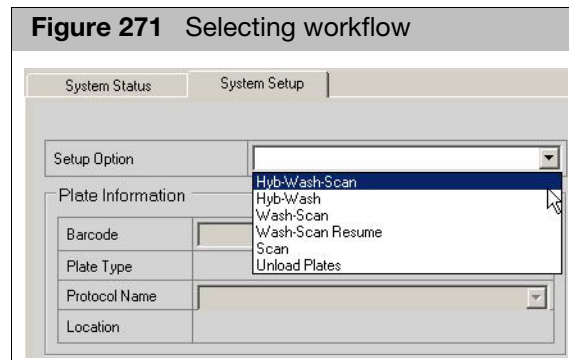 Figure 271 Selecting workflow
System Status System Setup
Setup Option
Hyb-Wash-Scan
Hyb-Wash
Wash-Scan
Wash-Scan Resume
Scan
Unload Plates
Plate Information
Barcode
Plate Type
Protocol Name
Location